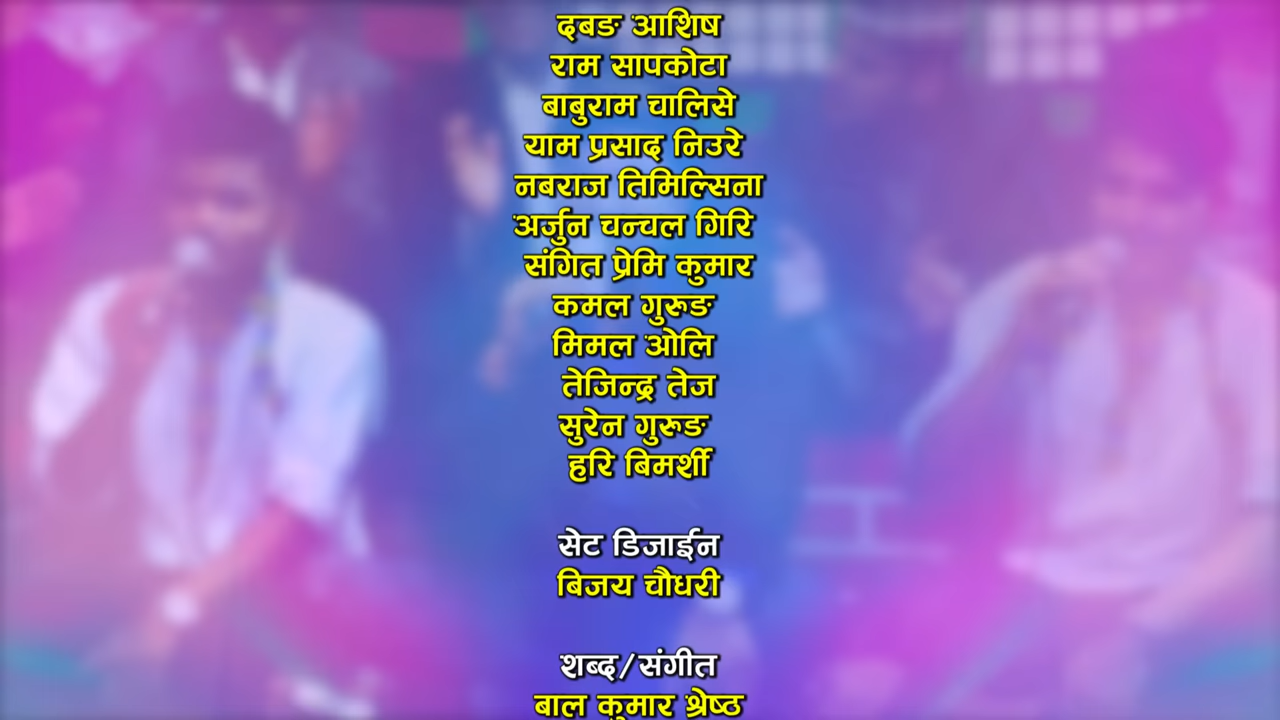 दबङ आशिष
राम सापकोटा
बाबुराम चालिसे
याम प्रसाद निउरे
नबराज तिमिल्सिना
अर्जुन चन्चल गिरि
संगित प्रेमि कुमार
कमल गुरूङ
मिमल ओलि
तेजिन्द्र तेज
सुरेन गुरूङ
हरि बिमर्शी
सेट डिजाईन
बिजय चौधरी
शब्द/संगीत
बाल कुमार श्रेष्ठ